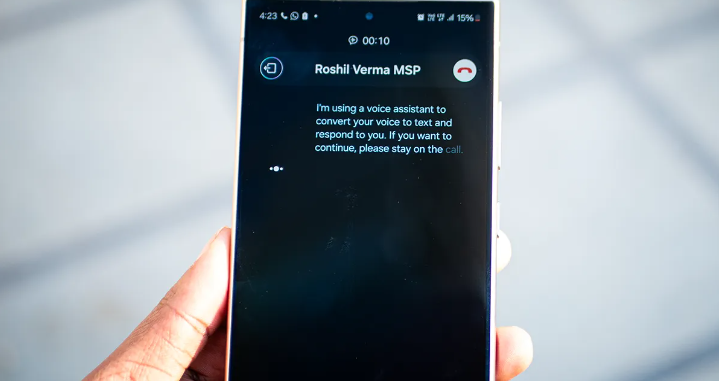 4:23 15%
00:10
Roshil Verma MSP
I'm using a voice assistant to
convert your voice to text and
respond to you. If you want to
continue, please stay on the call.